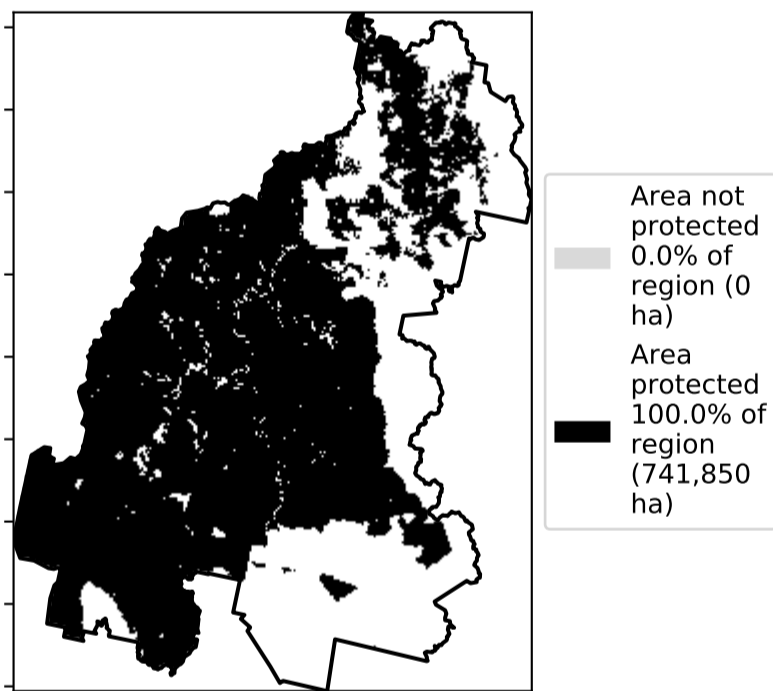 Area not
protected
0.0% of
region (0
ha)
Area
protected
100.0% of
region
(741,850
ha)